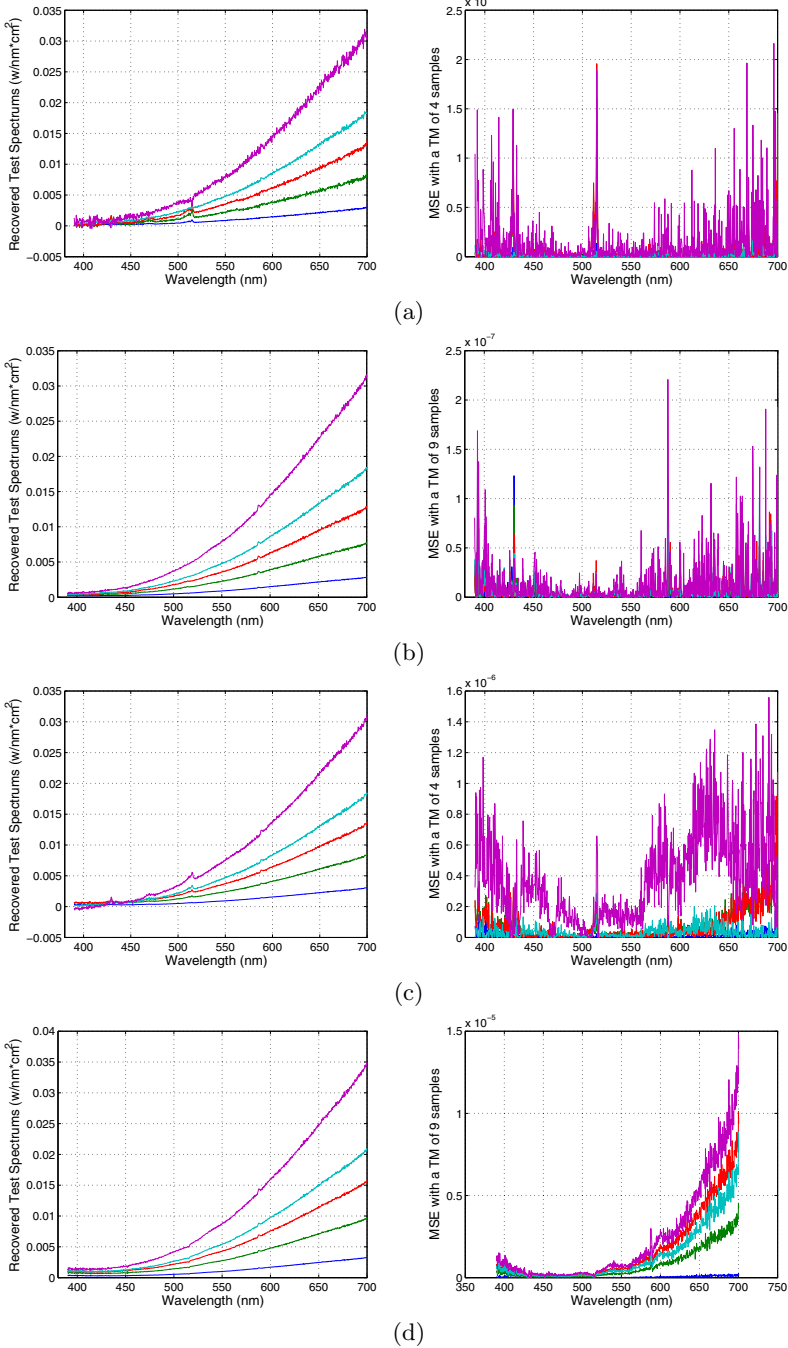 0.035
0.03
0.025
0.02
0.015
0.01
0.005
0
−0.005
Recovered Test Spectrums (w/nm*cm²)
400 450 500 550 600 650 700
Wavelength (nm)
2.5
2
1.5
1
0.5
0
MSE with a TM of 4 samples
400 450 500 550 600 650 700
Wavelength (nm)
(a)
0.035
0.03
0.025
0.02
0.015
0.01
0.005
0
Recovered Test Spectrums (w/nm*cm²)
400 450 500 550 600 650 700
Wavelength (nm)
x 10⁻⁷
2.5
2
1.5
1
0.5
0
MSE with a TM of 9 samples
400 450 500 550 600 650 700
Wavelength (nm)
(b)
0.035
0.03
0.025
0.02
0.015
0.01
0.005
0
−0.005
Recovered Test Spectrums (w/nm*cm²)
400 450 500 550 600 650 700
Wavelength (nm)
x 10⁻⁶
1.6
1.4
1.2
1
0.8
0.6
0.4
0.2
0
MSE with a TM of 4 samples
400 450 500 550 600 650 700
Wavelength (nm)
(c)
0.04
0.035
0.03
0.025
0.02
0.015
0.01
0.005
0
Recovered Test Spectrums (w/nm*cm²)
400 450 500 550 600 650 700
Wavelength (nm)
x 10⁻⁵
1.5
1
0.5
0
MSE with a TM of 9 samples
350 400 450 500 550 600 650 700 750
Wavelength (nm)
(d)